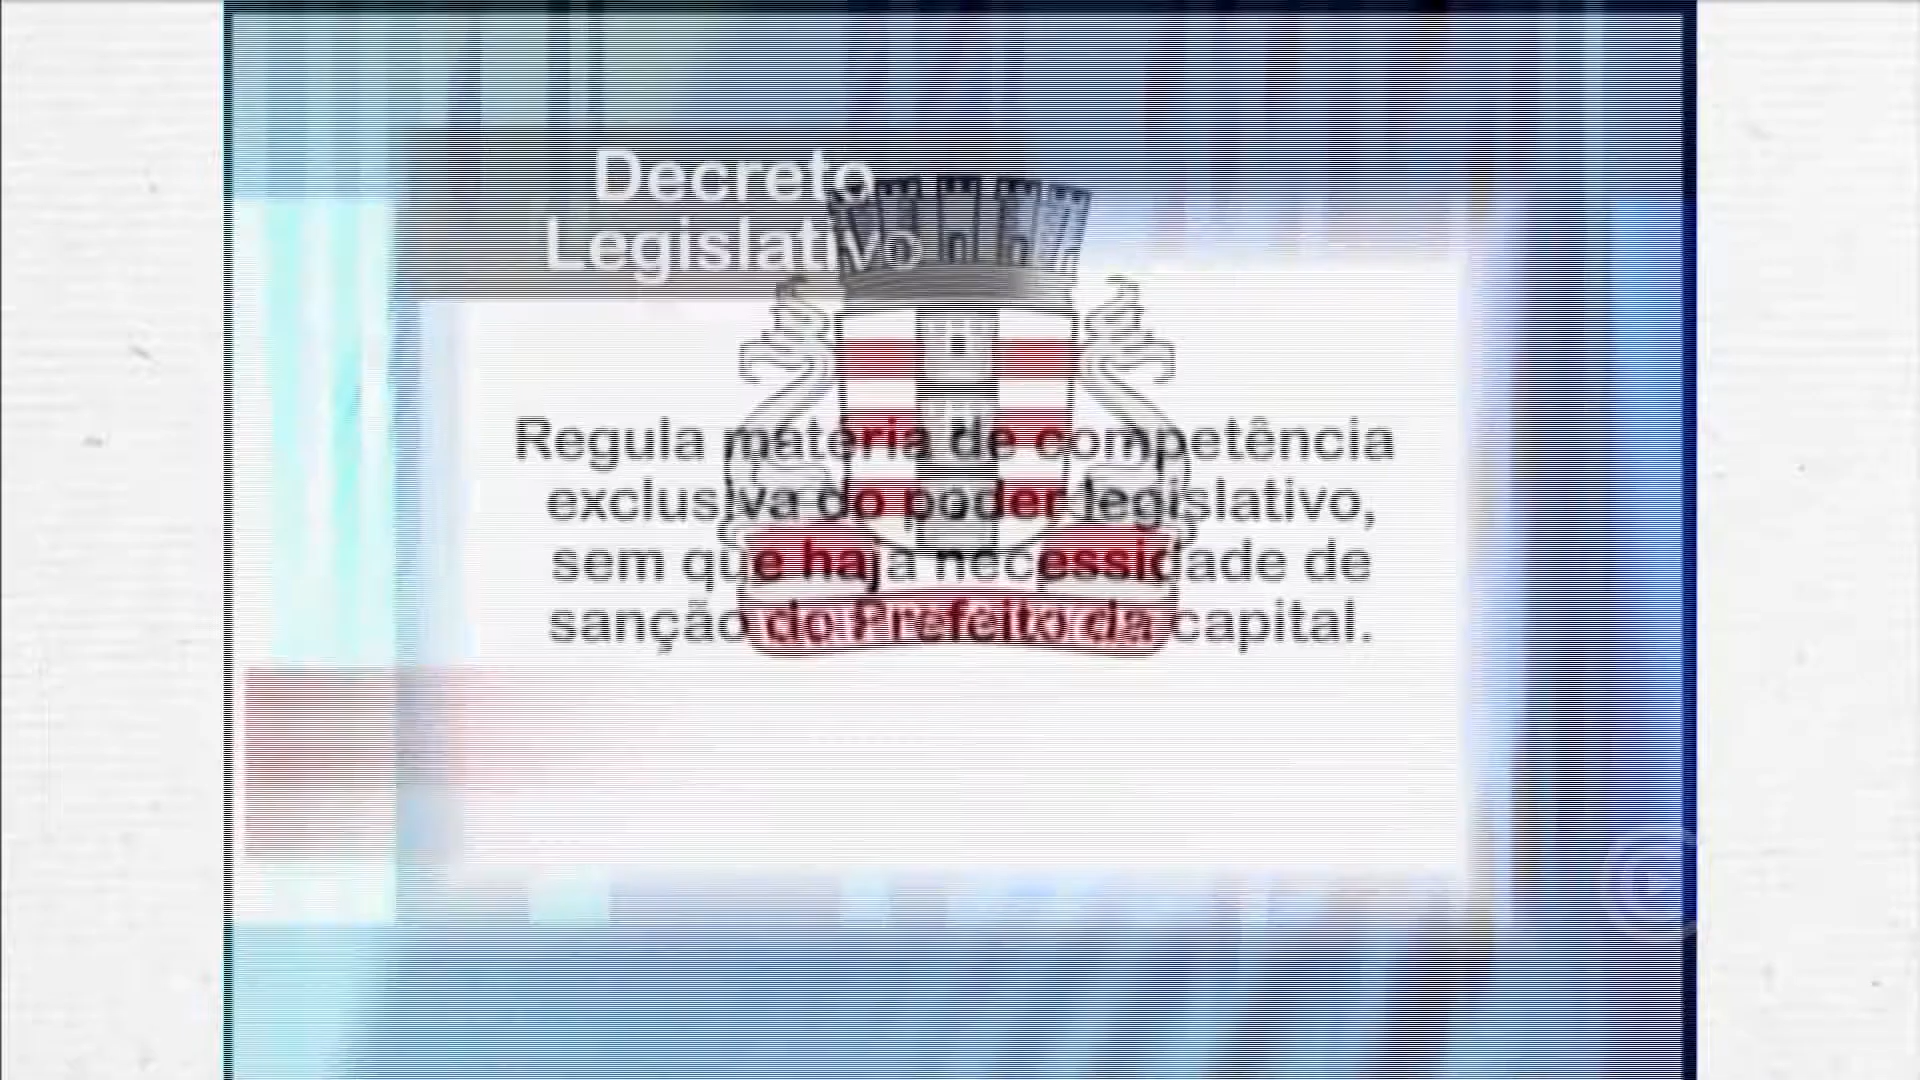 Decreto
Legislativo
Regula matéria de competência
exclusiva do poder legislativo,
sem que haja necessidade de
sanção do Prefeito da capital.